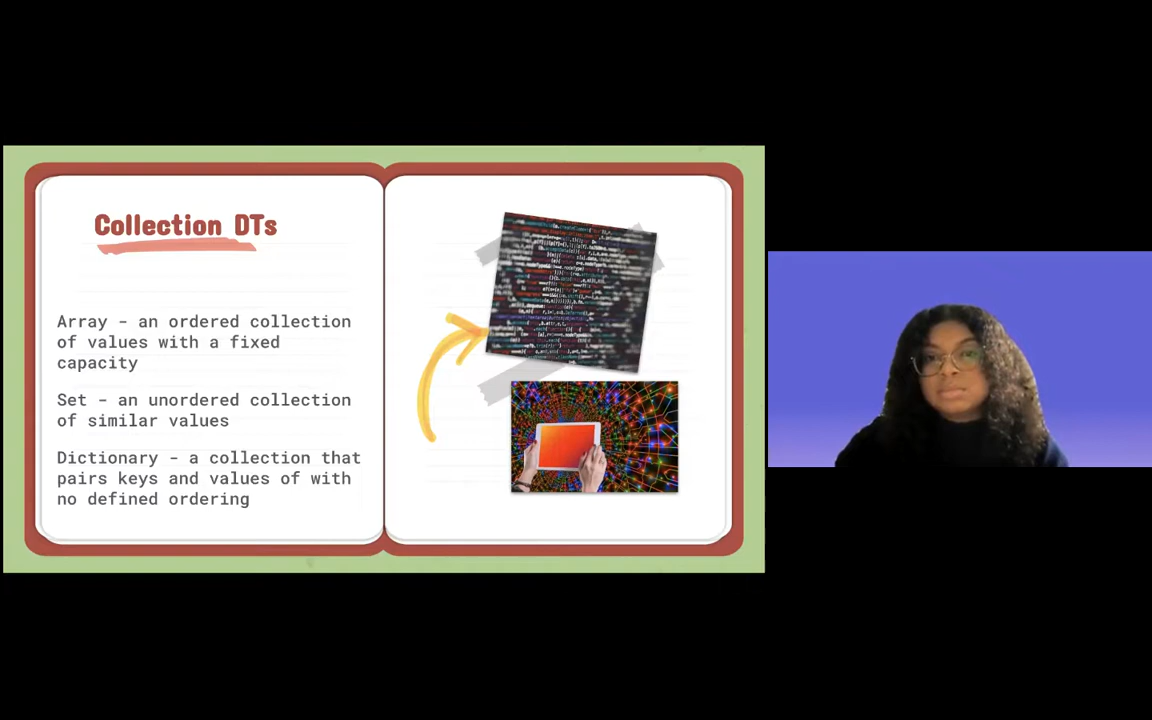 Collection DTs
Array - an ordered collection
of values with a fixed
capacity
Set - an unordered collection
of similar values
Dictionary - a collection that
pairs keys and values of with
no defined ordering